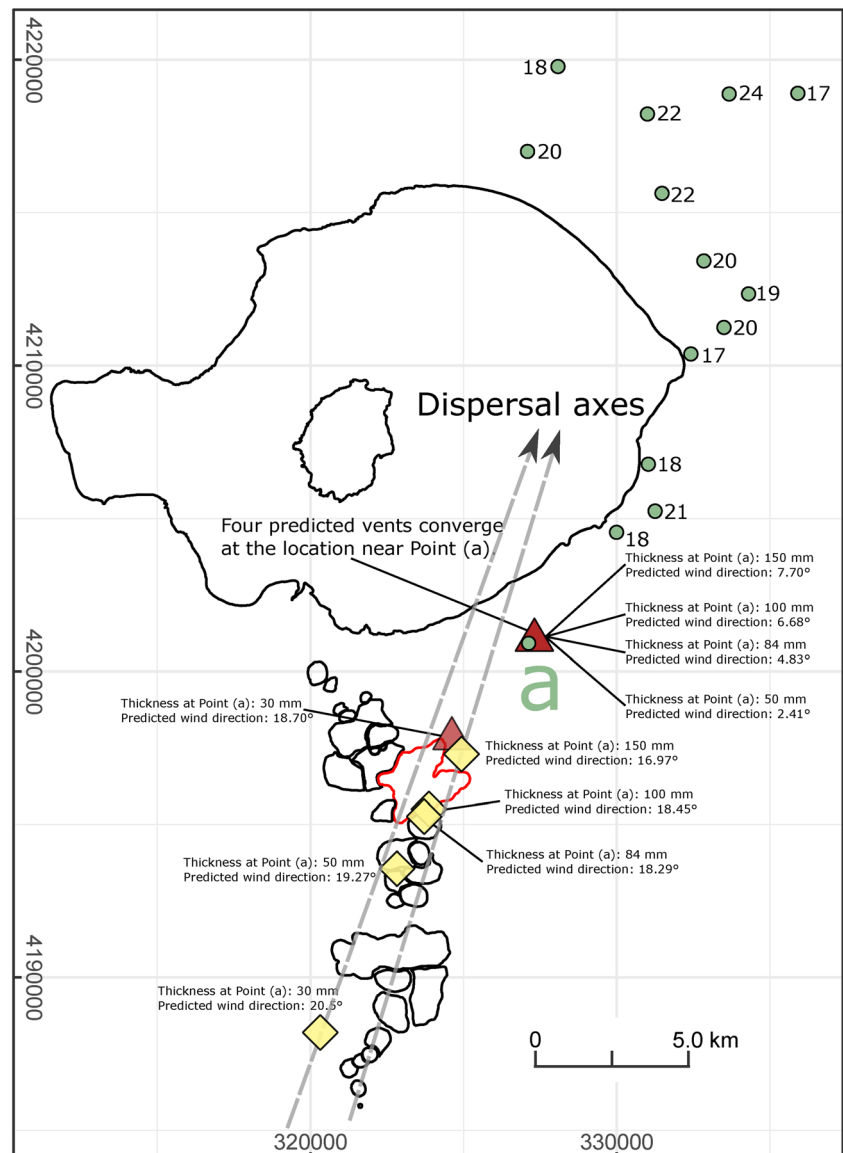 4220000
18
24
17
22
20
22
20
19
20
4210000
17
Dispersal axes
18
21
18
Four predicted vents converge
at the location near Point (a)
Thickness at Point (a): 150 mm
Predicted wind direction: 7.70°
Thickness at Point (a): 100 mm
Predicted wind direction: 6.68°
Thickness at Point (a): 84 mm
Predicted wind direction: 4.83°
4200000
a
Thickness at Point (a): 50 mm
Predicted wind direction: 2.41°
Thickness at Point (a): 30 mm
Predicted wind direction: 18.70°
Thickness at Point (a): 150 mm
Predicted wind direction: 16.97°
Thickness at Point (a): 100 mm
Predicted wind direction: 18.45°
Thickness at Point (a): 84 mm
Predicted wind direction: 18.29°
Thickness at Point (a): 50 mm
Predicted wind direction: 19.27°
4190000
Thickness at Point (a): 30 mm
Predicted wind direction: 20.5°
0 5.0 km
320000 330000